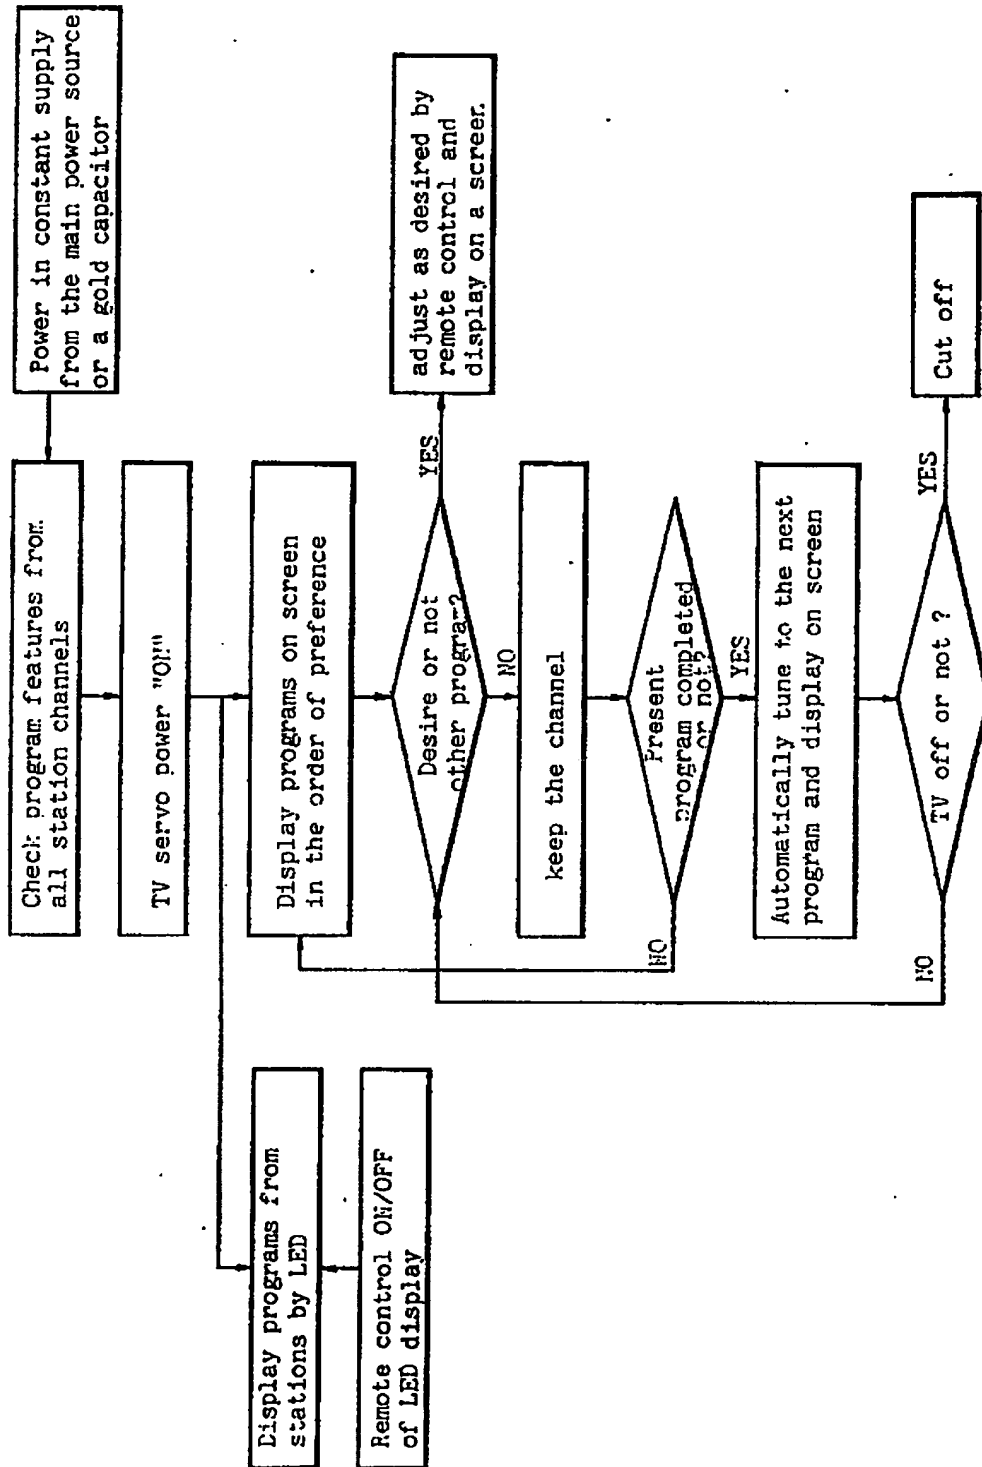 Power in constant supply
from the main power source
or a gold capacitor
Check program features from
all station channels
TV servo power "ON"
Display programs on screen
in the order of preference
Display programs from
stations by LED
Remote control ON/OFF
of LED display
Desire or not
other program?
YES
adjust as desired by
remote control and
display on a screen.
NO
keep the channel
Present
program completed
or not?
NO
YES
Automatically tune to the next
program and display on screen
TV off or not ?
NO
YES
Cut off